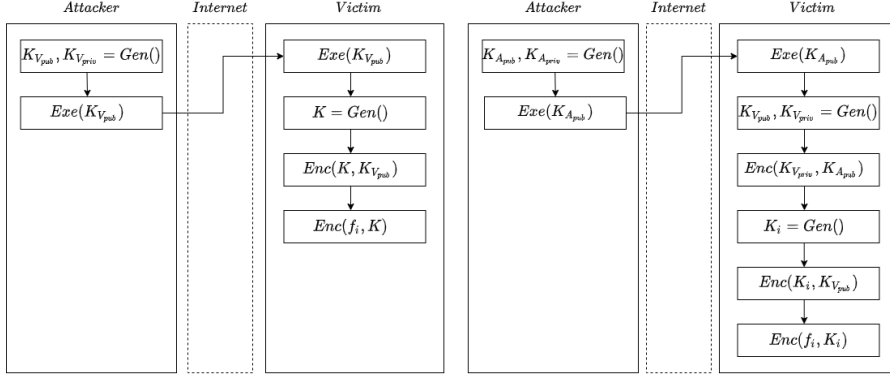 Attacker
Internet
Victim
K_{V_{pub}}, K_{V_{priv}} = Gen()
Exe(K_{V_{pub}})
Exe(K_{V_{pub}})
K = Gen()
Enc(K, K_{V_{pub}})
Enc(f_i, K)
Attacker
Internet
Victim
K_{A_{pub}}, K_{A_{priv}} = Gen()
Exe(K_{A_{pub}})
Exe(K_{A_{pub}})
K_{V_{pub}}, K_{V_{priv}} = Gen()
Enc(K_{V_{priv}}, K_{A_{pub}})
K_i = Gen()
Enc(K_i, K_{V_{pub}})
Enc(f_i, K_i)